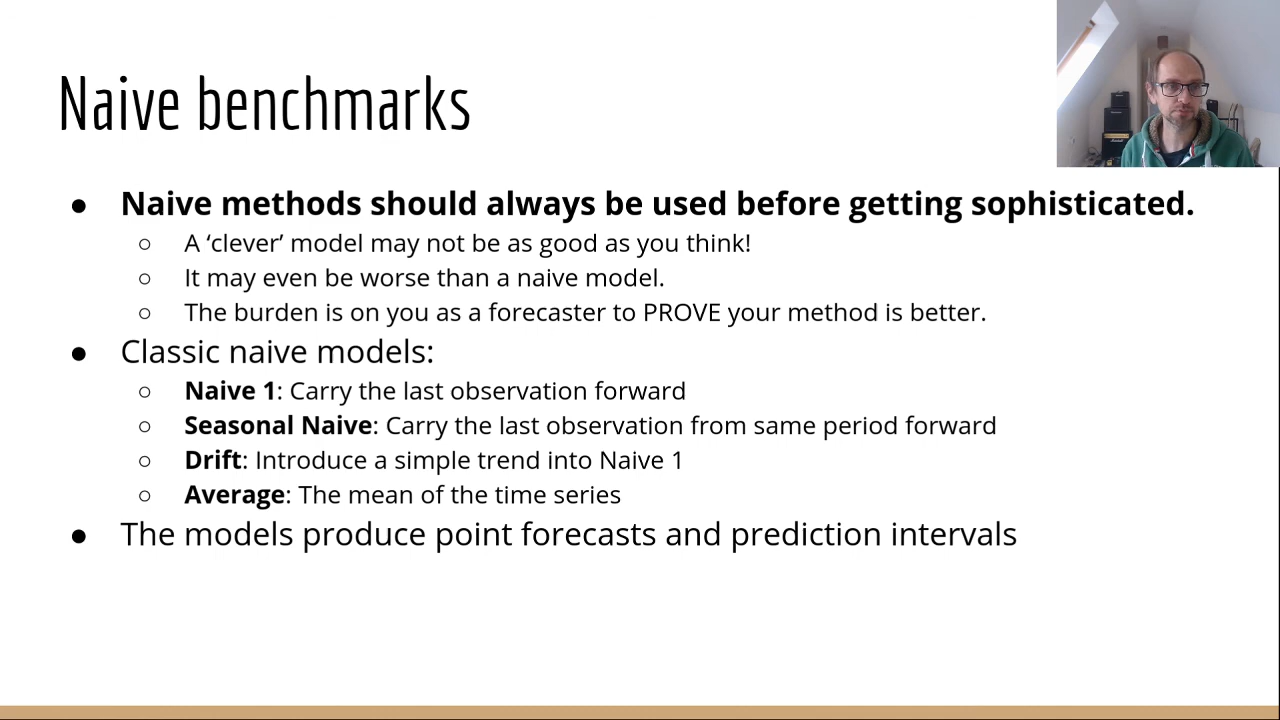 Naive benchmarks
● Naive methods should always be used before getting sophisticated.
○ A ‘clever’ model may not be as good as you think!
○ It may even be worse than a naive model.
○ The burden is on you as a forecaster to PROVE your method is better.
● Classic naive models:
○ Naive 1: Carry the last observation forward
○ Seasonal Naive: Carry the last observation from same period forward
○ Drift: Introduce a simple trend into Naive 1
○ Average: The mean of the time series
● The models produce point forecasts and prediction intervals